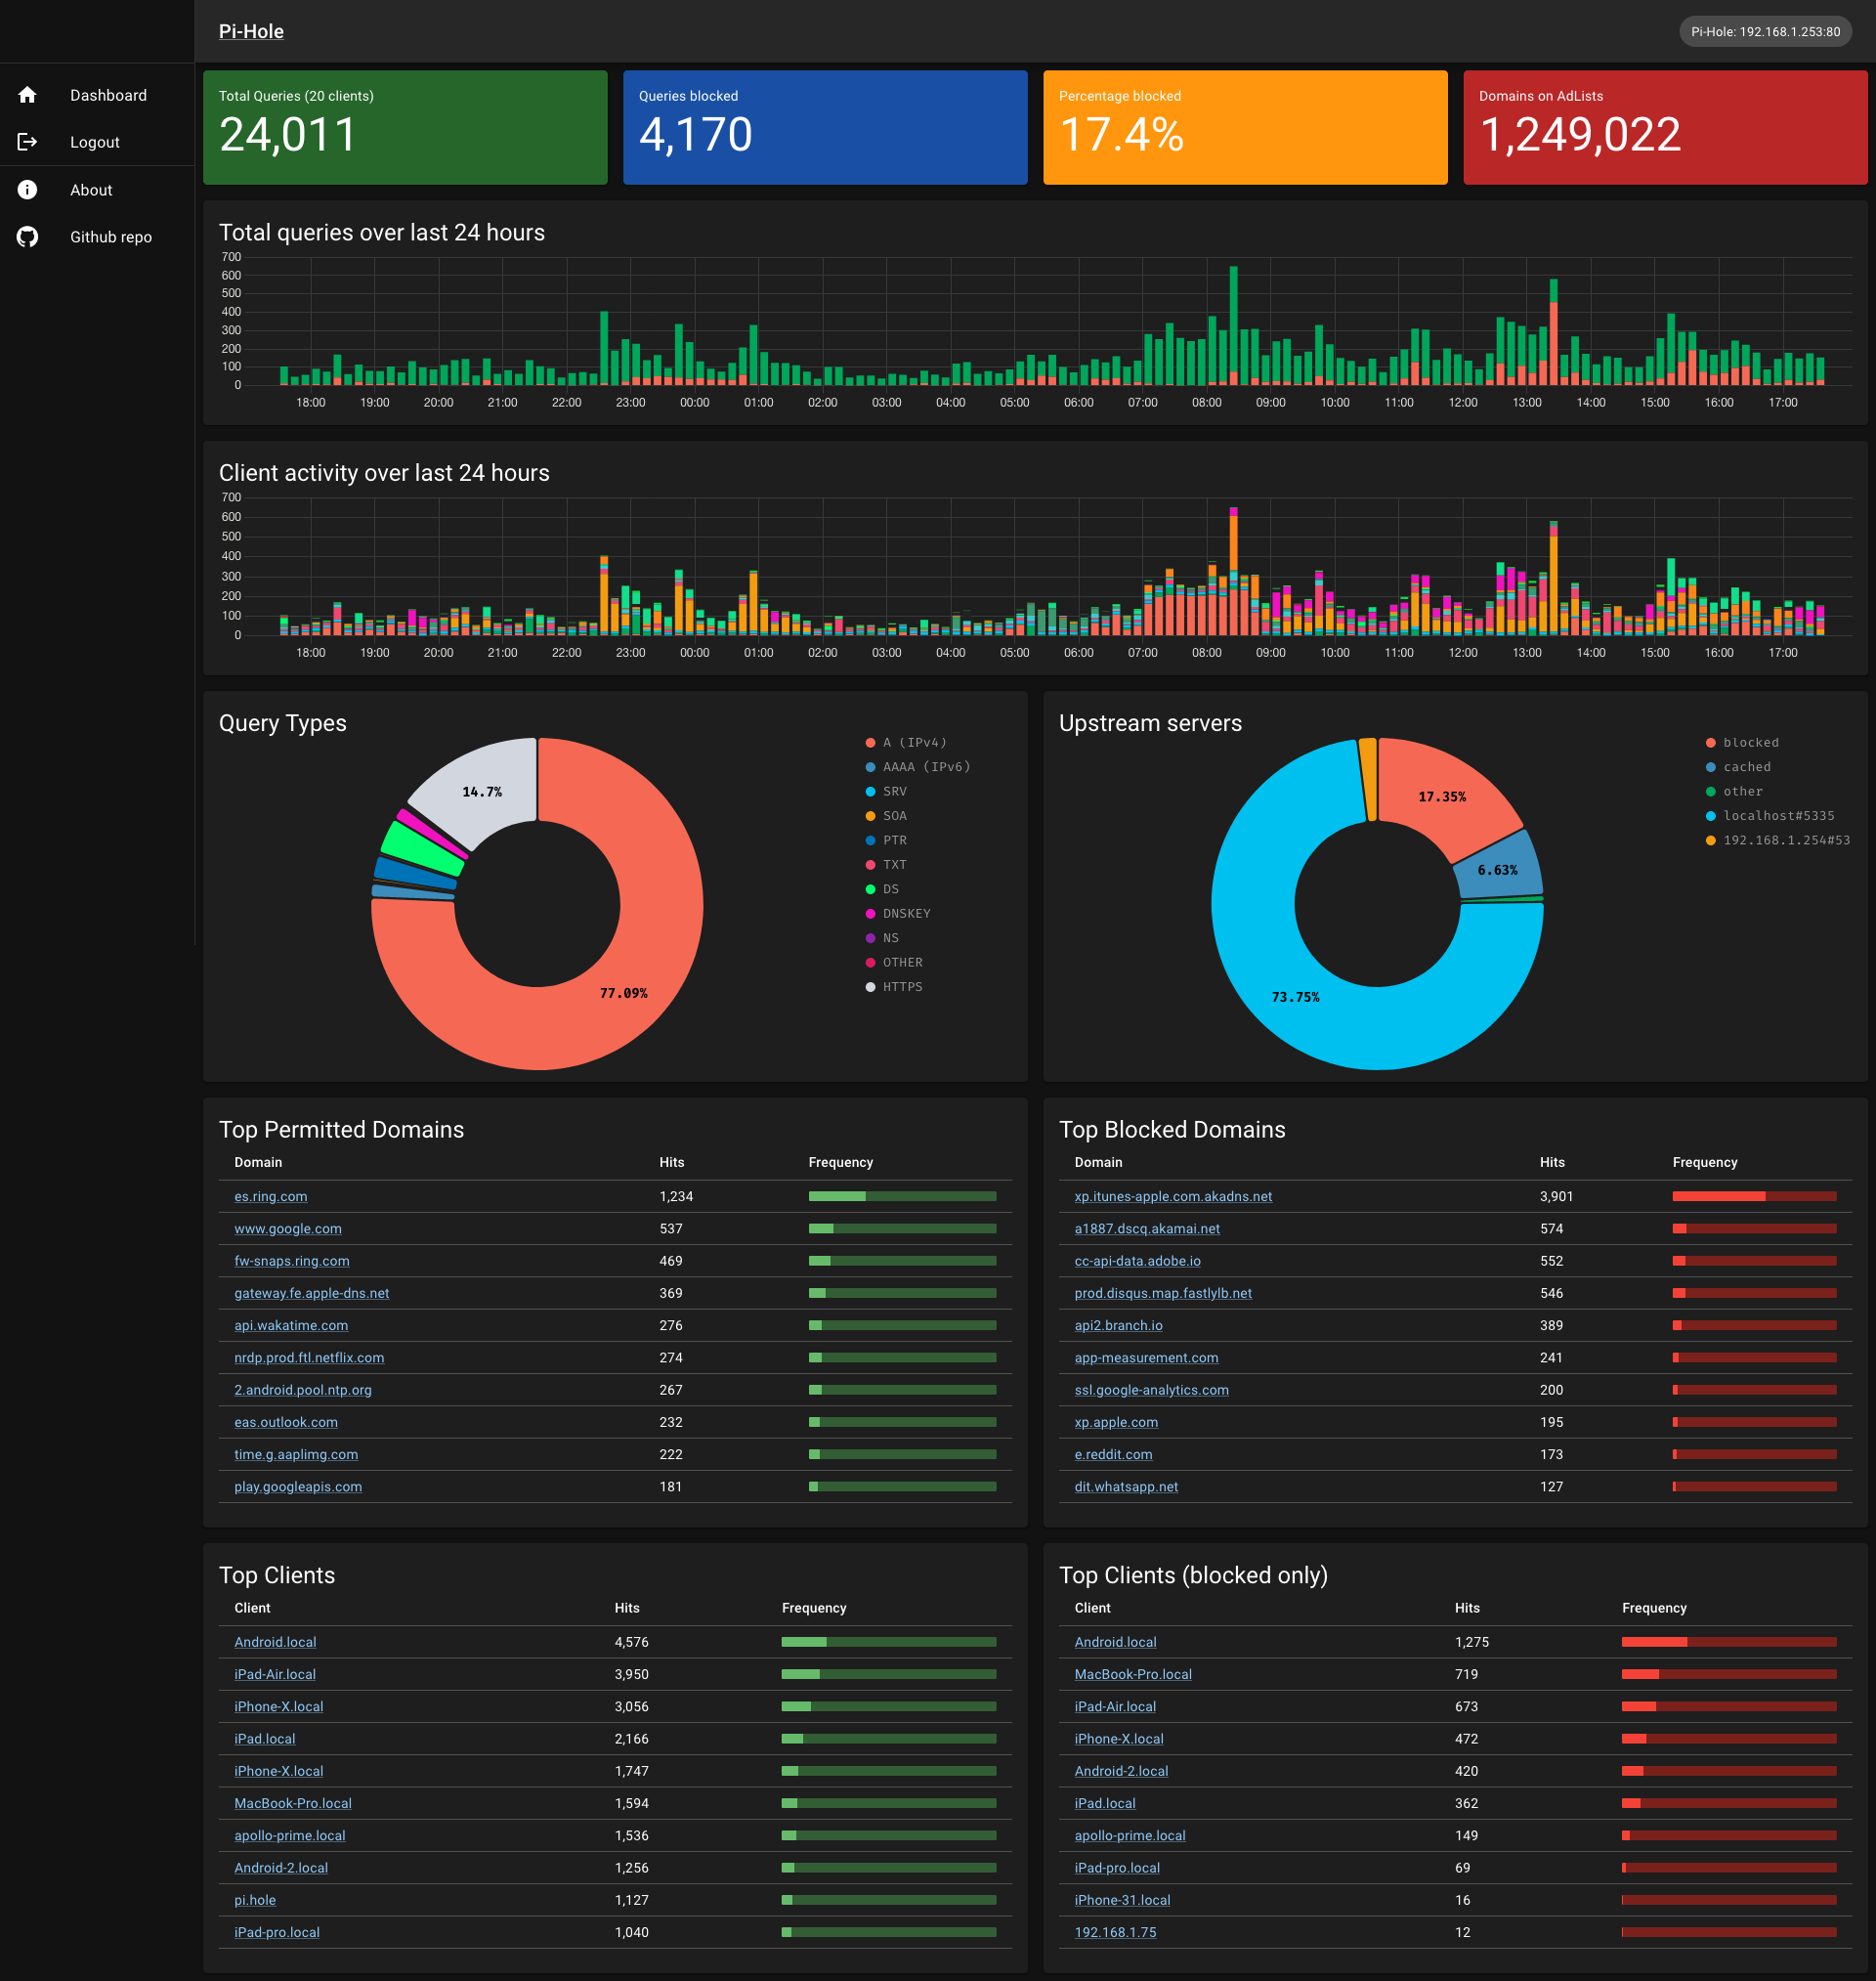 Pi-Hole
Pi-Hole: 192.168.1.253:80
Dashboard
Logout
About
Github repo
Total Queries (20 clients)
24,011
Queries blocked
4,170
Percentage blocked
17.4%
Domains on AdLists
1,249,022
Total queries over last 24 hours
700
600
500
400
300
200
100
0
18:00 19:00 20:00 21:00 22:00 23:00 00:00 01:00 02:00 03:00 04:00 05:00 06:00 07:00 08:00 09:00 10:00 11:00 12:00 13:00 14:00 15:00 16:00 17:00
Client activity over last 24 hours
700
600
500
400
300
200
100
0
18:00 19:00 20:00 21:00 22:00 23:00 00:00 01:00 02:00 03:00 04:00 05:00 06:00 07:00 08:00 09:00 10:00 11:00 12:00 13:00 14:00 15:00 16:00 17:00
Query Types
14.7%
77.09%
A (IPv4)
AAAA (IPv6)
SRV
SOA
PTR
TXT
DS
DNSKEY
NS
OTHER
HTTPS
Upstream servers
17.35%
6.63%
73.75%
blocked
cached
other
localhost#5335
192.168.1.254#53
Top Permitted Domains
Domain Hits Frequency
es.ring.com 1,234
www.google.com 537
fw-snaps.ring.com 469
gateway.fe.apple-dns.net 369
api.wakatime.com 276
nrdp.prod.ftl.netflix.com 274
2.android.pool.ntp.org 267
eas.outlook.com 232
time.g.aaplimg.com 222
play.googleapis.com 181
Top Blocked Domains
Domain Hits Frequency
xp.itunes-apple.com.akadns.net 3,901
a1887.dscq.akamai.net 574
cc-api-data.adobe.io 552
prod.disqus.map.fastlylb.net 546
api2.branch.io 389
app-measurement.com 241
ssl.google-analytics.com 200
xp.apple.com 195
e.reddit.com 173
dit.whatsapp.net 127
Top Clients
Client Hits Frequency
Android.local 4,576
iPad-Air.local 3,950
iPhone-X.local 3,056
iPad.local 2,166
iPhone-X.local 1,747
MacBook-Pro.local 1,594
apollo-prime.local 1,536
Android-2.local 1,256
pi.hole 1,127
iPad-pro.local 1,040
Top Clients (blocked only)
Client Hits Frequency
Android.local 1,275
MacBook-Pro.local 719
iPad-Air.local 673
iPhone-X.local 472
Android-2.local 420
iPad.local 362
apollo-prime.local 149
iPad-pro.local 69
iPhone-31.local 16
192.168.1.75 12